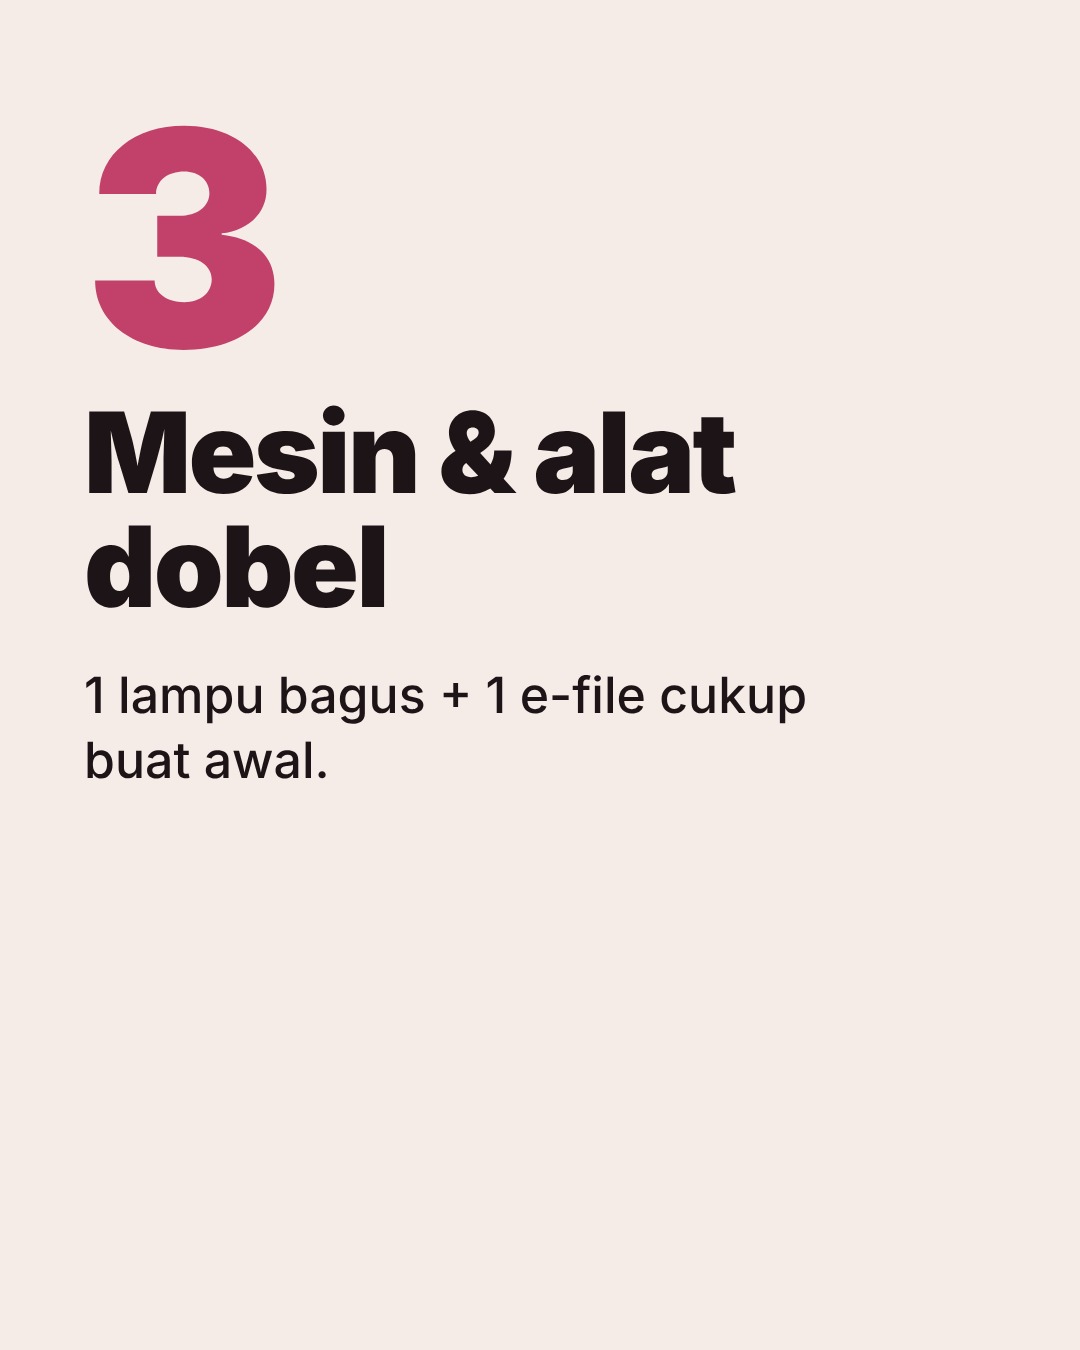 3
Mesin & alat
dobel
1 lampu bagus + 1 e-file cukup
buat awal.